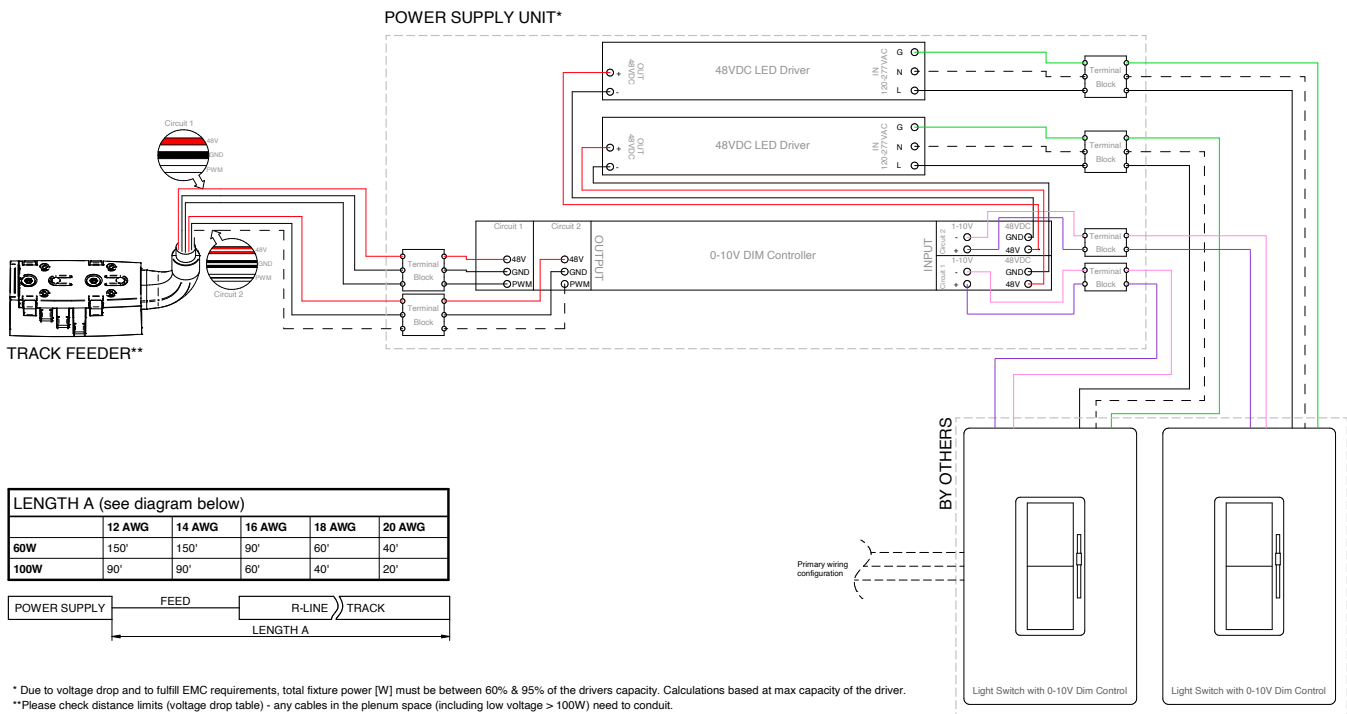 POWER SUPPLY UNIT*
OUT
48VDC
+
-
48VDC LED Driver
IN
120-277VAC
G
N
L
Terminal
Block
OUT
48VDC
+
-
48VDC LED Driver
IN
120-277VAC
G
N
L
Terminal
Block
Circuit 1
48V
GND
PWM
48V
GND
PWM
Circuit 2
TRACK FEEDER**
Terminal
Block
Terminal
Block
Circuit 1
48V
GND
PWM
Circuit 2
48V
GND
PWM
OUTPUT
0-10V DIM Controller
INPUT
Circuit 2
1-10V
-
+
48VDC
GND
48V
Circuit 1
1-10V
-
+
48VDC
GND
48V
Terminal
Block
Terminal
Block
BY OTHERS
Primary wiring
configuration
Light Switch with 0-10V Dim Control
Light Switch with 0-10V Dim Control
LENGTH A (see diagram below)
12 AWG 14 AWG 16 AWG 18 AWG 20 AWG
60W 150' 150' 90' 60' 40'
100W 90' 90' 60' 40' 20'
POWER SUPPLY FEED R-LINE TRACK
LENGTH A
* Due to voltage drop and to fulfill EMC requirements, total fixture power [W] must be between 60% & 95% of the drivers capacity. Calculations based at max capacity of the driver.
**Please check distance limits (voltage drop table) - any cables in the plenum space (including low voltage > 100W) need to conduit.